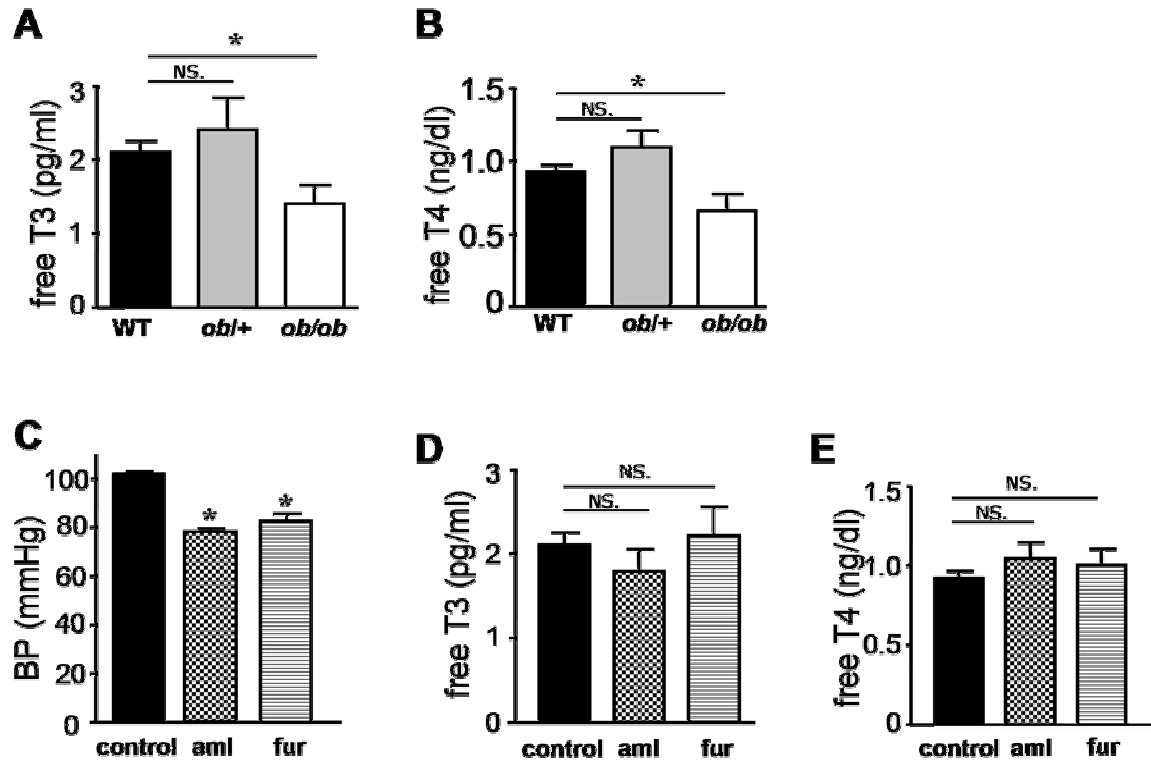 A
*
NS.
free T3 (pg/ml)
3
2
1
0
WT ob/+ ob/ob
B
*
NS.
free T4 (ng/dl)
1.5
1.0
0.5
0
WT ob/+ ob/ob
C
BP (mmHg)
100
80
60
40
20
0
*
*
control aml fur
D
NS.
NS.
free T3 (pg/ml)
3
2
1
0
control aml fur
E
NS.
NS.
free T4 (ng/dl)
1.5
1.0
0.5
0
control aml fur